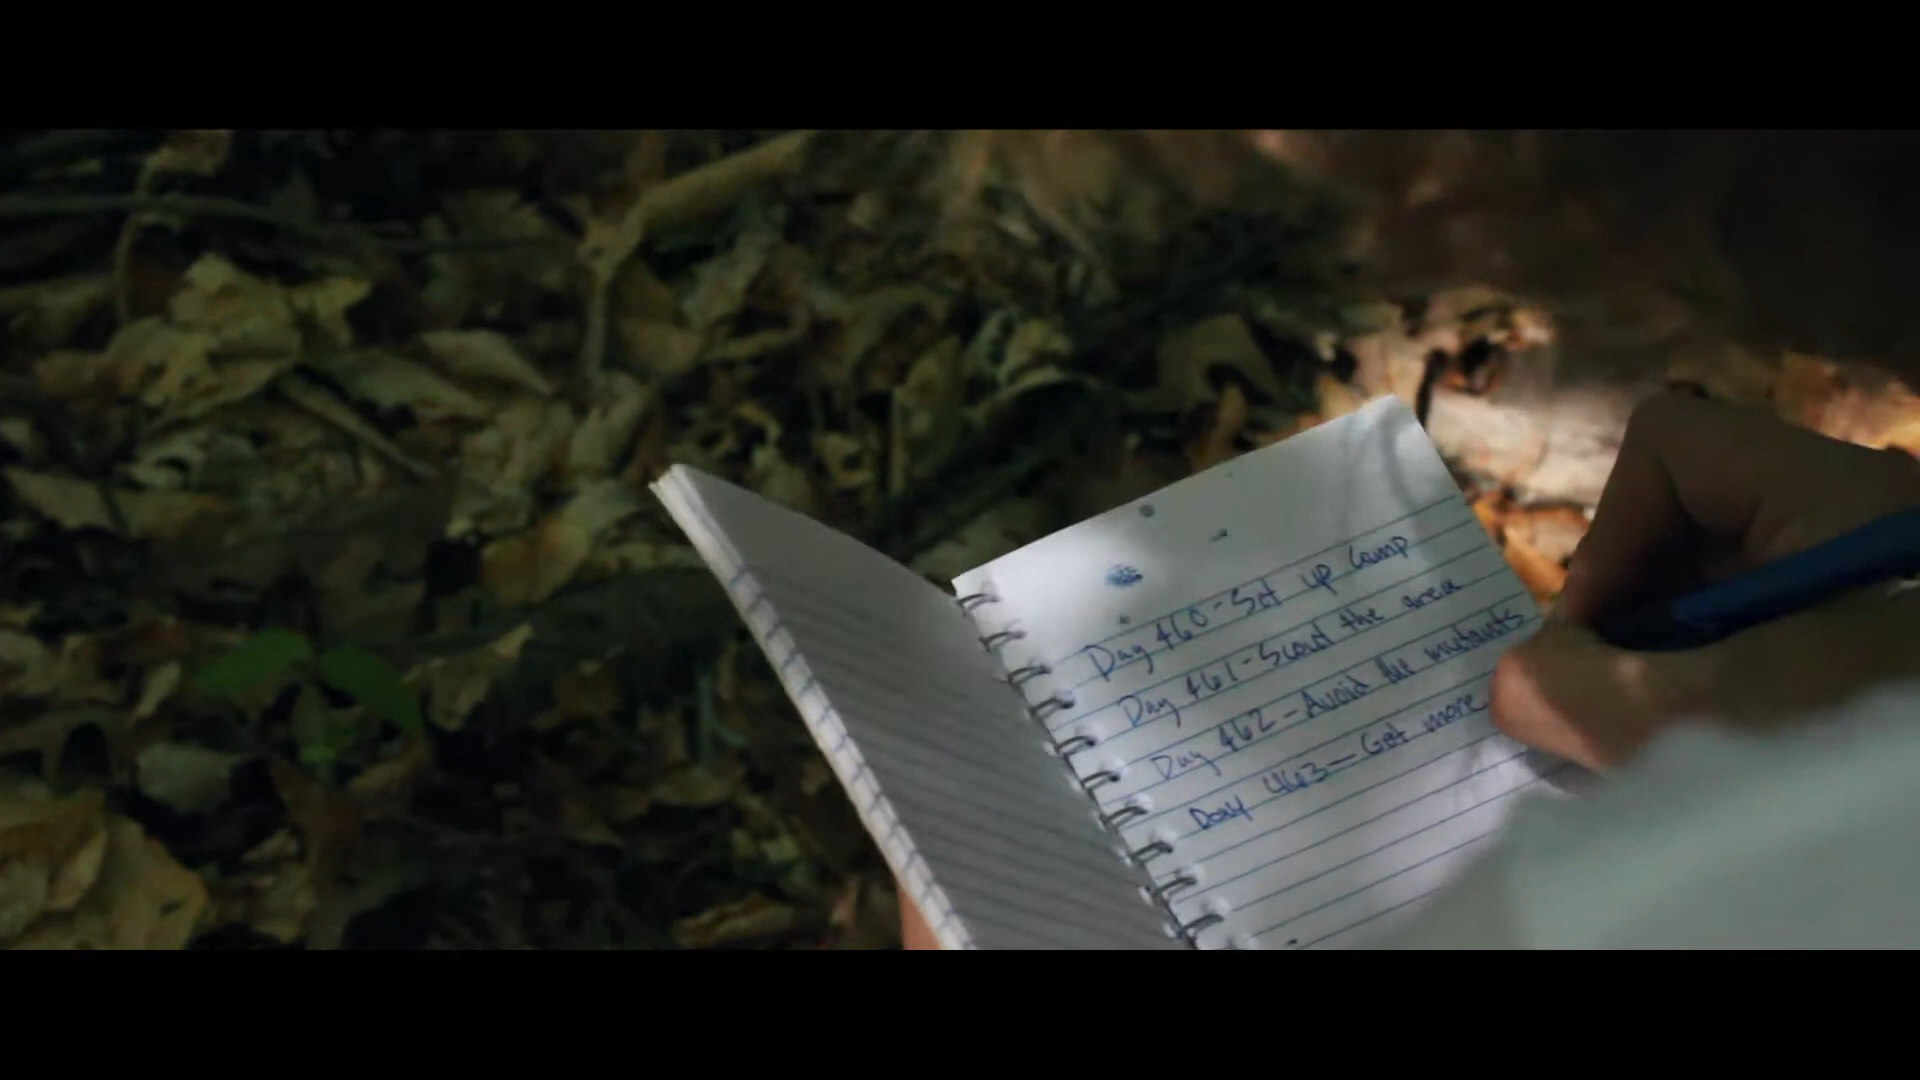 Day 460 - Set up camp
Day 461 - Scout the area
Day 462 - Avoid the mutants
Day 463 - Get more